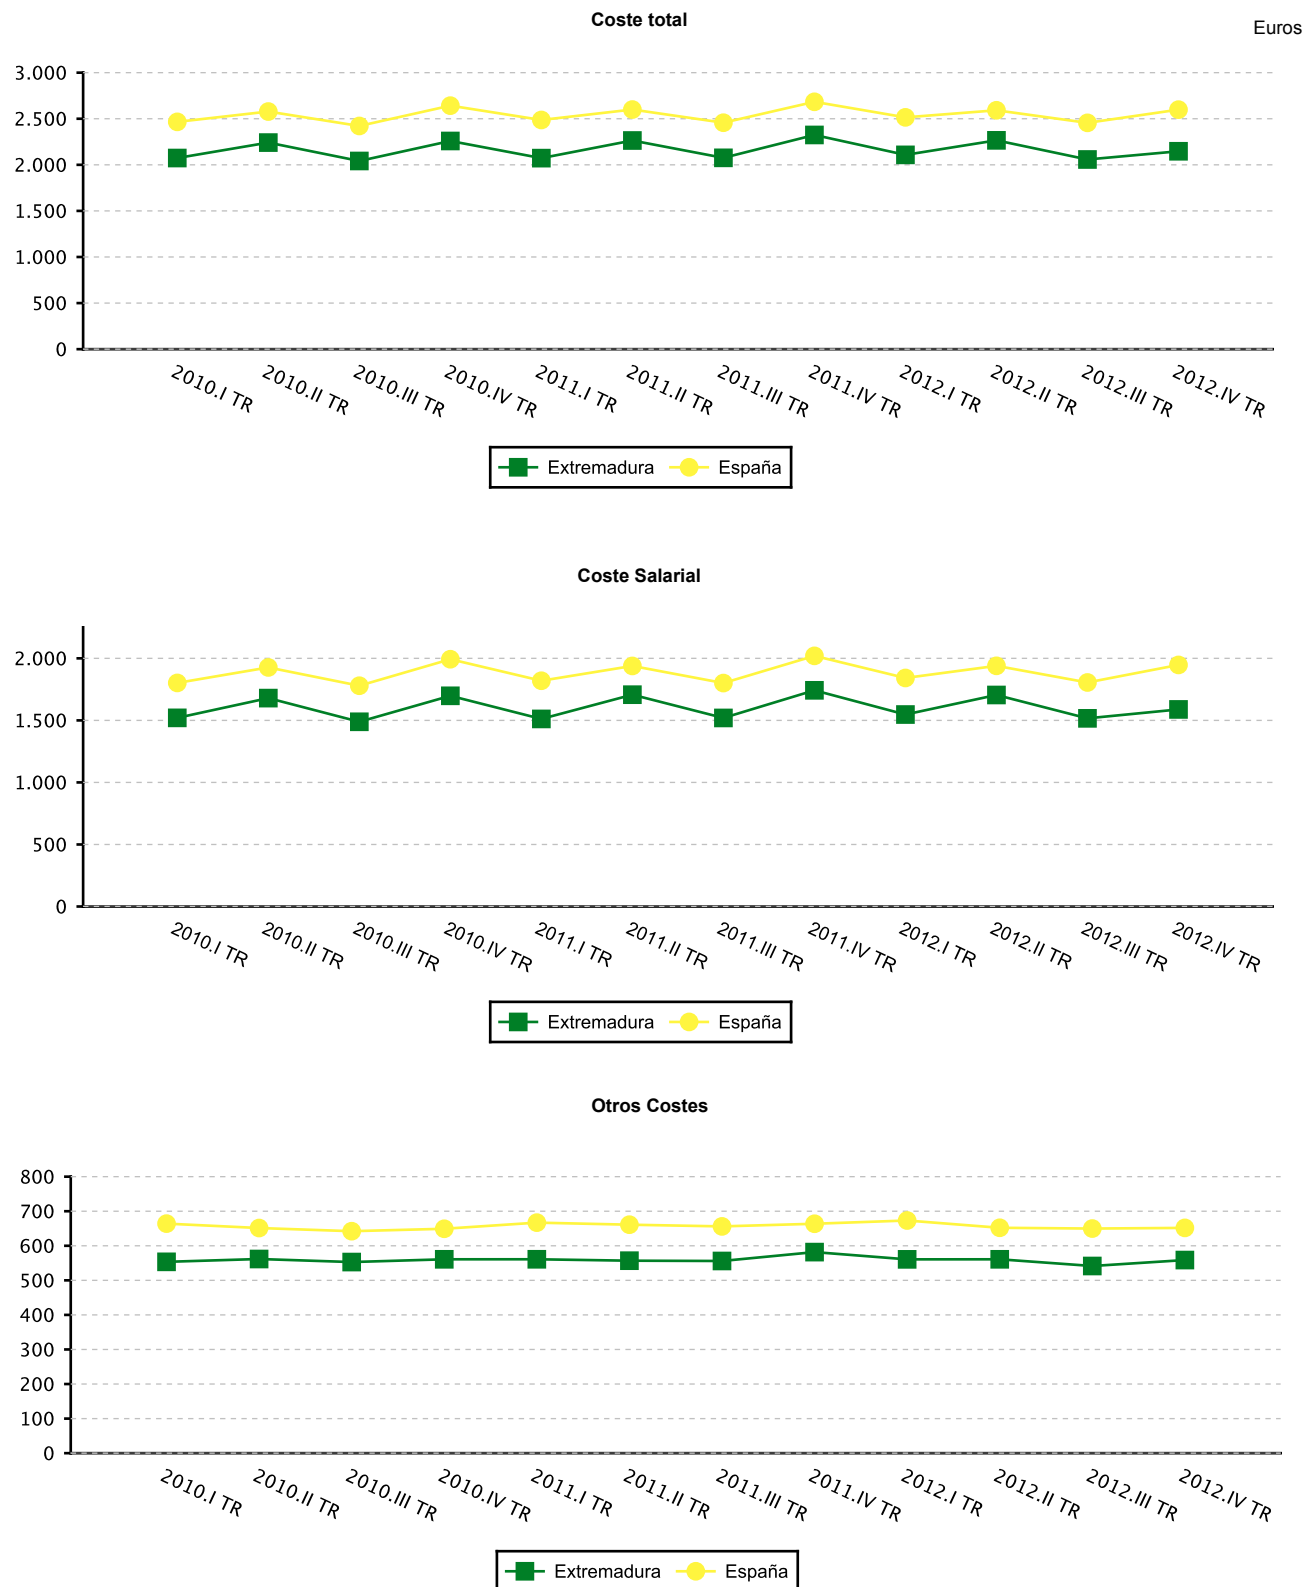 Coste total
Euros
3.000
2.500
2.000
1.500
1.000
500
0
2010.I TR
2010.II TR
2010.III TR
2010.IV TR
2011.I TR
2011.II TR
2011.III TR
2011.IV TR
2012.I TR
2012.II TR
2012.III TR
2012.IV TR
Extremadura España
Coste Salarial
2.000
1.500
1.000
500
0
2010.I TR
2010.II TR
2010.III TR
2010.IV TR
2011.I TR
2011.II TR
2011.III TR
2011.IV TR
2012.I TR
2012.II TR
2012.III TR
2012.IV TR
Extremadura España
Otros Costes
800
700
600
500
400
300
200
100
0
2010.I TR
2010.II TR
2010.III TR
2010.IV TR
2011.I TR
2011.II TR
2011.III TR
2011.IV TR
2012.I TR
2012.II TR
2012.III TR
2012.IV TR
Extremadura España